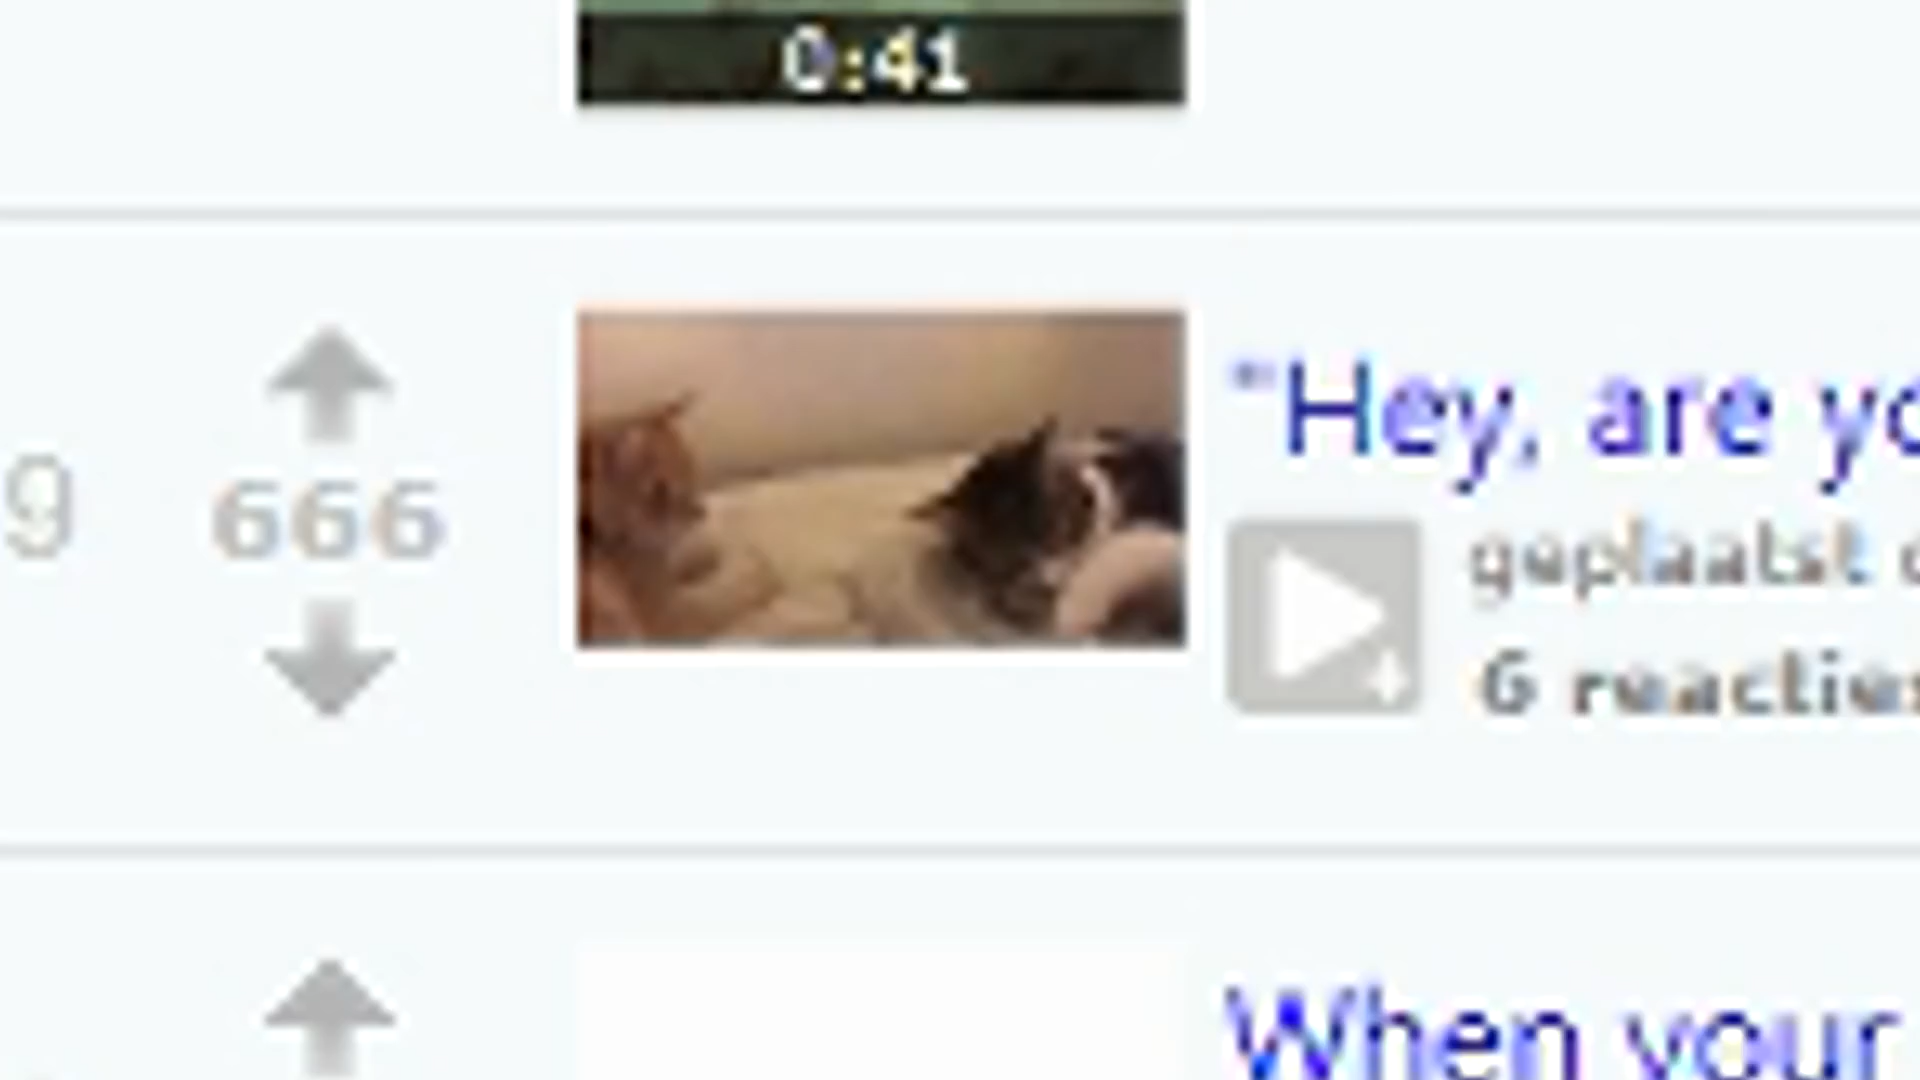 0:41
"Hey, are yo
9
666
geplaatst
6 reacties
When your